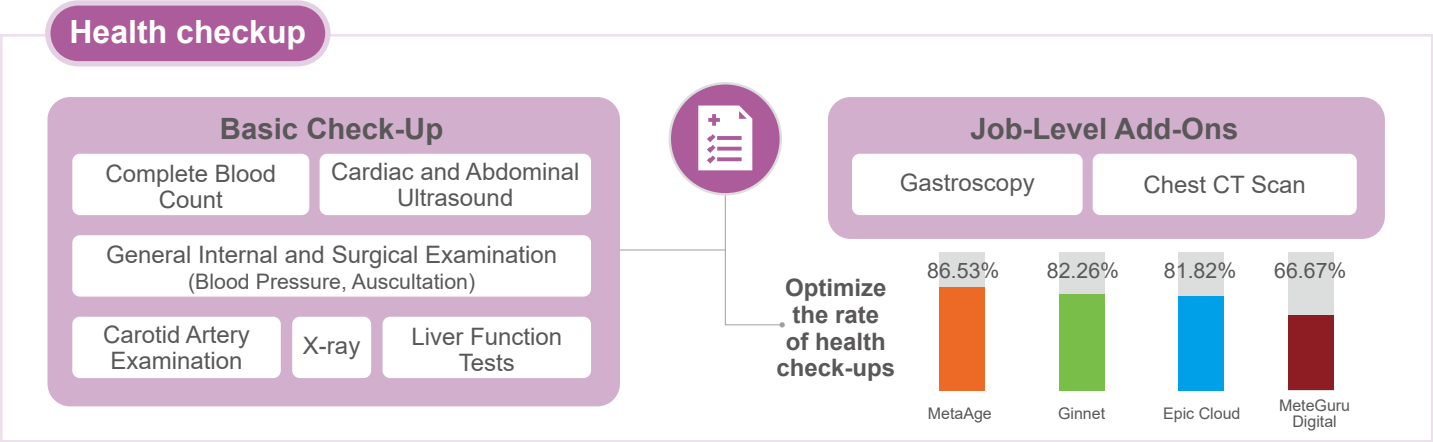 Health checkup
Basic Check-Up
Complete Blood
Count
Cardiac and Abdominal
Ultrasound
General Internal and Surgical Examination
(Blood Pressure, Auscultation)
Carotid Artery
Examination
X-ray
Liver Function
Tests
Job-Level Add-Ons
Gastroscopy
Chest CT Scan
Optimize
the rate
of health
check-ups
86.53%
82.26%
81.82%
66.67%
MetaAge
Ginnet
Epic Cloud
MeteGuru
Digital